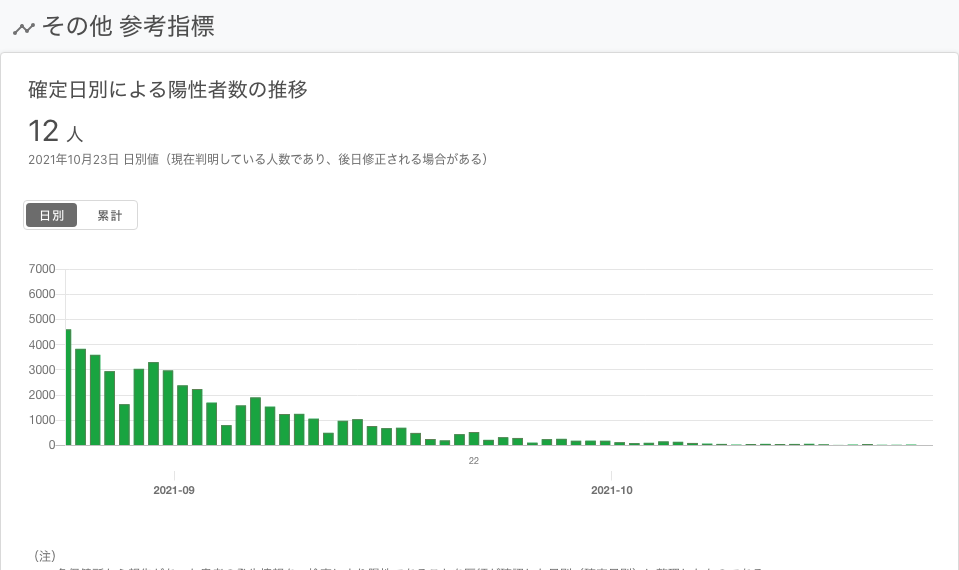 その他 参考指標
確定日別による陽性者数の推移
12 人
2021年10月23日 日別値（現在判明している人数であり、後日修正される場合がある）
日別 累計
7000
6000
5000
4000
3000
2000
1000
0
22
2021-09 2021-10
（注）